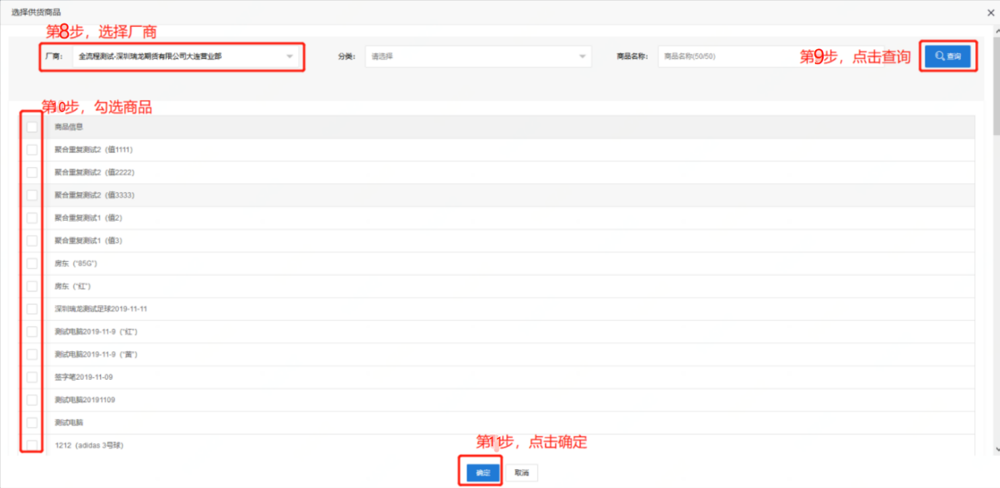 选择供货商品
第8步，选择厂商
厂商： 全流程测试-深圳瑞龙期货有限公司大连营业部 分类： 请选择 商品名称： 商品名称(50/50) 第9步，点击查询 查询
第10步，勾选商品
商品信息
聚合重复测试2（值1111）
聚合重复测试2（值2222）
聚合重复测试2（值3333）
聚合重复测试1（值2）
聚合重复测试1（值3）
房东（“85G”）
房东（“红”）
深圳瑞龙测试足球2019-11-11
测试电脑2019-11-9（“红”）
测试电脑2019-11-9（“黄”）
签字笔2019-11-09
测试电脑20191109
测试电脑
1212（adidas 3号球）
第11步，点击确定
确定 取消